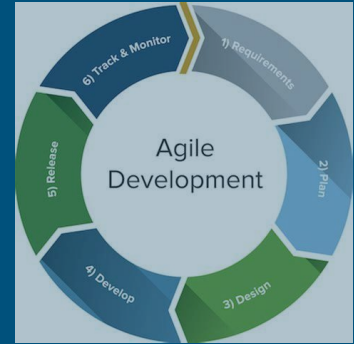 Agile
Development
1) Requirements
2) Plan
3) Design
4) Develop
5) Release
6) Track & Monitor